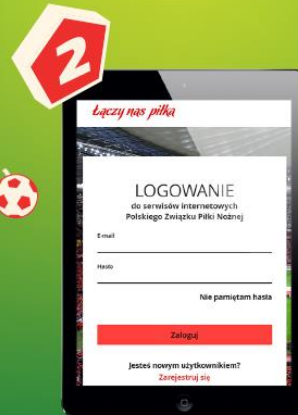 2
Łączy nas piłka
LOGOWANIE
do serwisów internetowych
Polskiego Związku Piłki Nożnej
E-mail
Hasło
Nie pamiętam hasła
Zaloguj
Jesteś nowym użytkownikiem?
Zarejestruj się